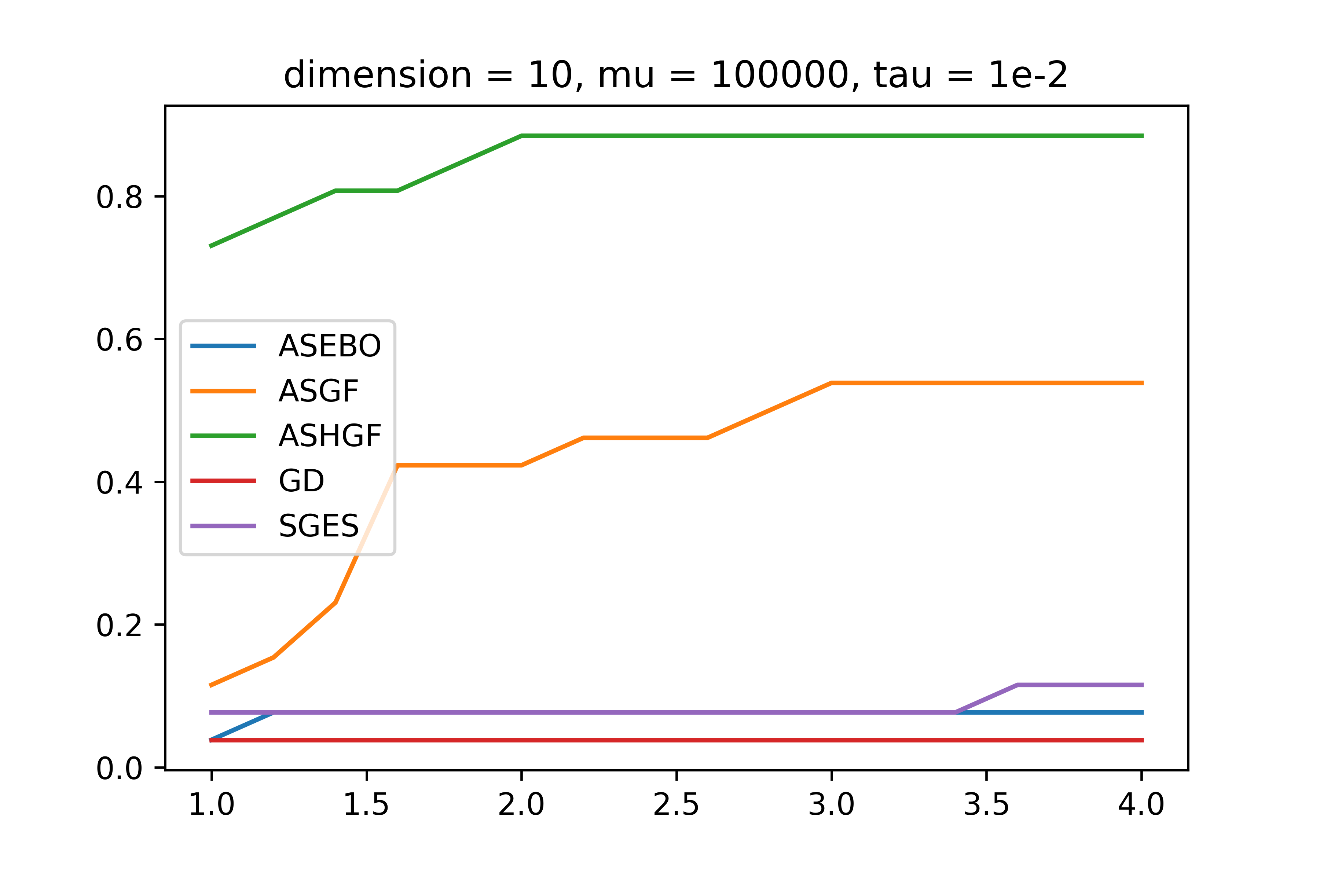 dimension = 10, mu = 100000, tau = 1e-2
0.8
0.6
0.4
0.2
0.0
ASEBO
ASGF
ASHGF
GD
SGES
1.0 1.5 2.0 2.5 3.0 3.5 4.0